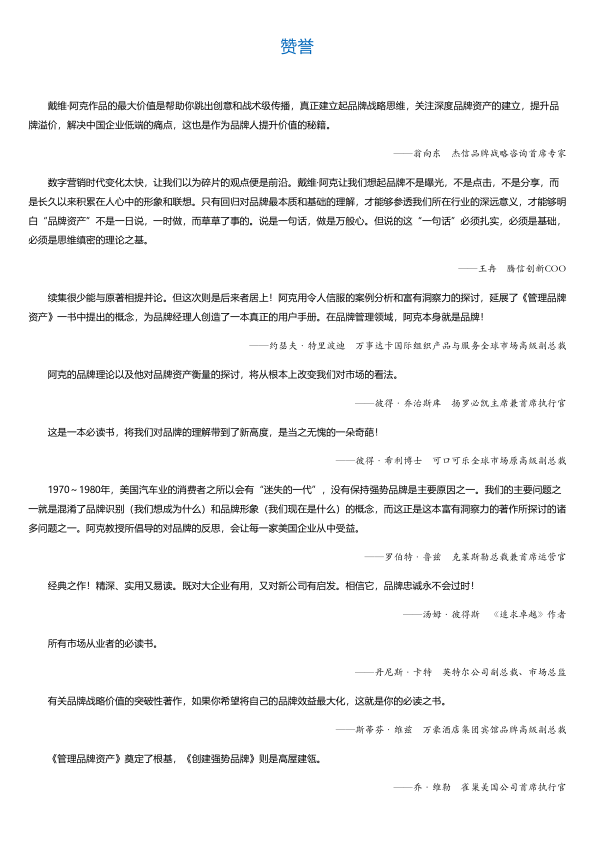 赞誉
戴维·阿克作品的最大价值是帮助你跳出创意和战术级传播，真正建立起品牌战略思维，关注深度品牌资产的建立，提升品
牌溢价，解决中国企业低端的痛点，这也是作为品牌人提升价值的秘籍。
——翁向东　杰信品牌战略咨询首席专家
数字营销时代变化太快，让我们以为碎片的观点便是前沿。戴维·阿克让我们想起品牌不是曝光，不是点击，不是分享，而
是长久以来积累在人心中的形象和联想。只有回归对品牌最本质和基础的理解，才能够参透我们所在行业的深远意义，才能够明
白“品牌资产”不是一日说，一时做，而草草了事的。说是一句话，做是万般心。但说的这“一句话”必须扎实，必须是基础，
必须是思维缜密的理论之基。
——王冉　腾信创新COO
续集很少能与原著相提并论。但这次则是后来者居上！阿克用令人信服的案例分析和富有洞察力的探讨，延展了《管理品牌
资产》一书中提出的概念，为品牌经理人创造了一本真正的用户手册。在品牌管理领域，阿克本身就是品牌！
——约瑟夫·特里波迪　万事达卡国际组织产品与服务全球市场高级副总裁
阿克的品牌理论以及他对品牌资产衡量的探讨，将从根本上改变我们对市场的看法。
——彼得·乔治斯库　扬罗必凯主席兼首席执行官
这是一本必读书，将我们对品牌的理解带到了新高度，是当之无愧的一朵奇葩！
——彼得·希利博士　可口可乐全球市场原高级副总裁
1970～1980年，美国汽车业的消费者之所以会有“迷失的一代”，没有保持强势品牌是主要原因之一。我们的主要问题之
一就是混淆了品牌识别（我们想成为什么）和品牌形象（我们现在是什么）的概念，而这正是这本富有洞察力的著作所探讨的诸
多问题之一。阿克教授所倡导的对品牌的反思，会让每一家美国企业从中受益。
——罗伯特·鲁兹　克莱斯勒总裁兼首席运营官
经典之作！精深、实用又易读。既对大企业有用，又对新公司有启发。相信它，品牌忠诚永不会过时！
——汤姆·彼得斯　《追求卓越》作者
所有市场从业者的必读书。
——丹尼斯·卡特　英特尔公司副总裁、市场总监
有关品牌战略价值的突破性著作，如果你希望将自己的品牌效益最大化，这就是你的必读之书。
——斯蒂芬·维兹　万豪酒店集团宾馆品牌高级副总裁
《管理品牌资产》奠定了根基，《创建强势品牌》则是高屋建瓴。
——乔·维勒　雀巢美国公司首席执行官